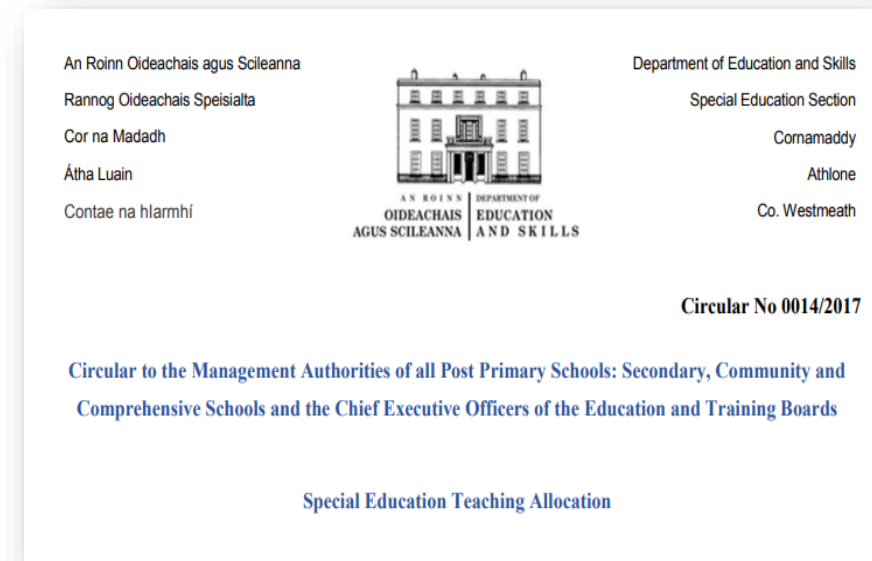 An Roinn Oideachais agus Scileanna
Rannog Oideachais Speisialta
Cor na Madadh
Átha Luain
Contae na hIarmhí
AN ROINN
OIDEACHAIS
AGUS SCILEANNA
DEPARTMENT OF
EDUCATION
AND SKILLS
Department of Education and Skills
Special Education Section
Cornamaddy
Athlone
Co. Westmeath
Circular No 0014/2017
Circular to the Management Authorities of all Post Primary Schools: Secondary, Community and
Comprehensive Schools and the Chief Executive Officers of the Education and Training Boards
Special Education Teaching Allocation